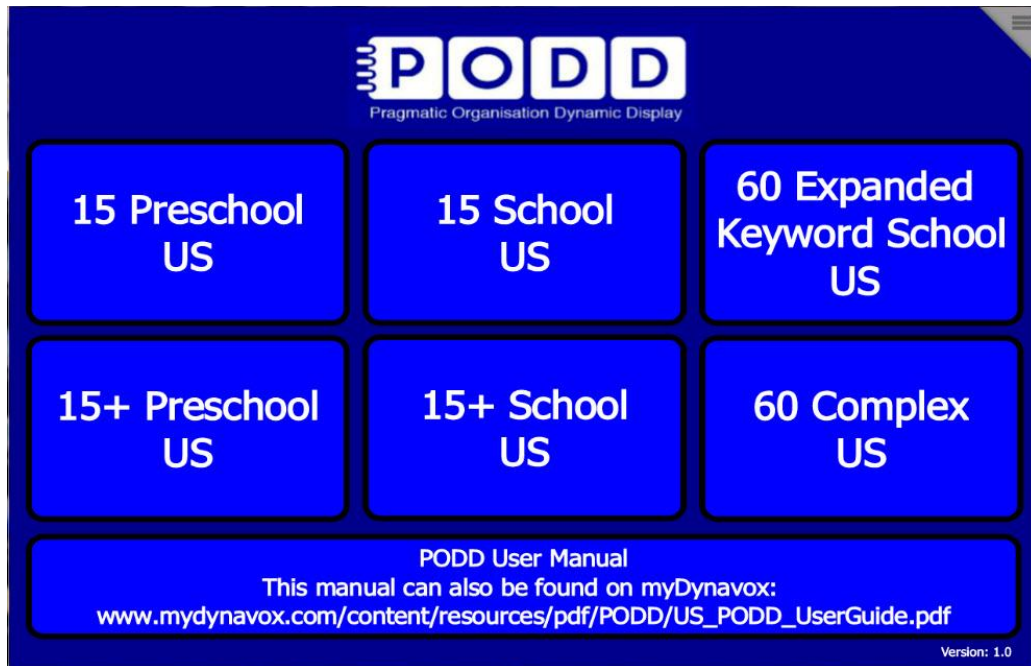 PODD
Pragmatic Organisation Dynamic Display
15 Preschool
US
15 School
US
60 Expanded
Keyword School
US
15+ Preschool
US
15+ School
US
60 Complex
US
PODD User Manual
This manual can also be found on myDynavox:
www.mydynavox.com/content/resources/pdf/PODD/US_PODD_UserGuide.pdf
Version: 1.0